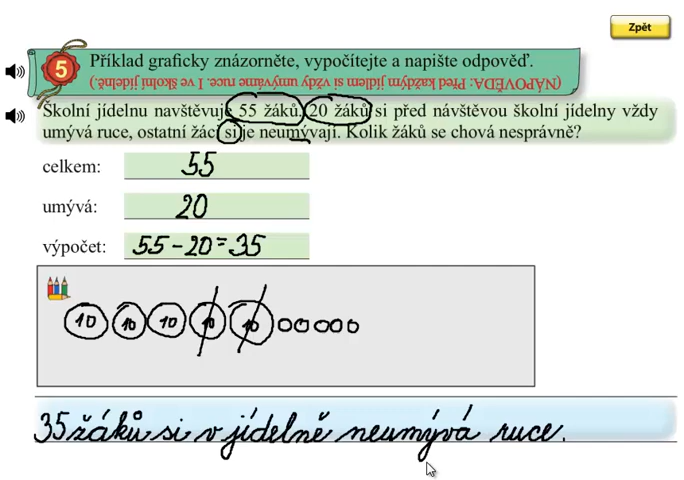 Zpět
5 Příklad graficky znázorněte, vypočítejte a napište odpověď.
(NÁPOVĚDA: Před každým jídlem si vždy umýváme ruce. I ve školní jídelně.)
Školní jídelnu navštěvuje 55 žáků, 20 žáků si před návštěvou školní jídelny vždy
umývá ruce, ostatní žáci si je neumývají. Kolik žáků se chová nesprávně?
celkem: 55
umývá: 20
výpočet: 55-20=35
10 10 10 10 10
35 žáků si v jídelně neumývá ruce.